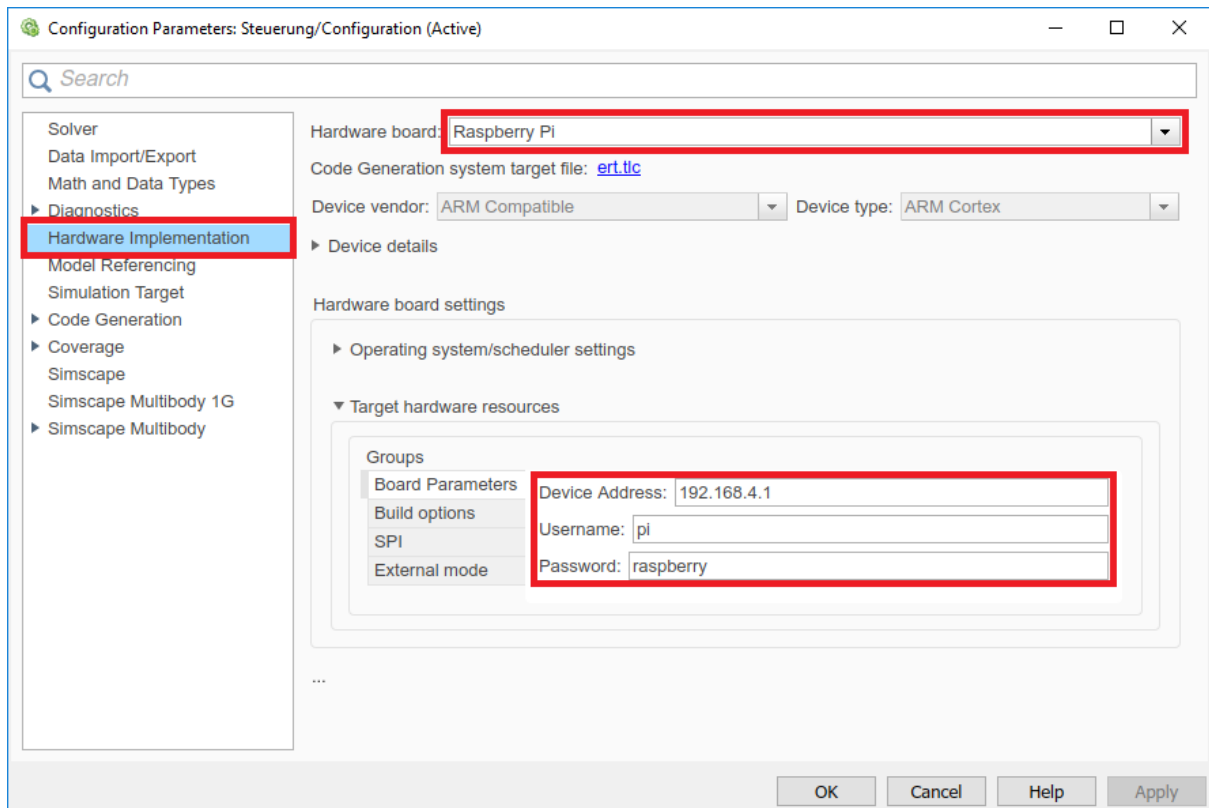 Configuration Parameters: Steuerung/Configuration (Active)
Search
Solver
Data Import/Export
Math and Data Types
Diagnostics
Hardware Implementation
Model Referencing
Simulation Target
Code Generation
Coverage
Simscape
Simscape Multibody 1G
Simscape Multibody
Hardware board: Raspberry Pi
Code Generation system target file: ert.tlc
Device vendor: ARM Compatible Device type: ARM Cortex
Device details
Hardware board settings
Operating system/scheduler settings
Target hardware resources
Groups
Board Parameters
Build options
SPI
External mode
Device Address: 192.168.4.1
Username: pi
Password: raspberry
...
OK Cancel Help Apply